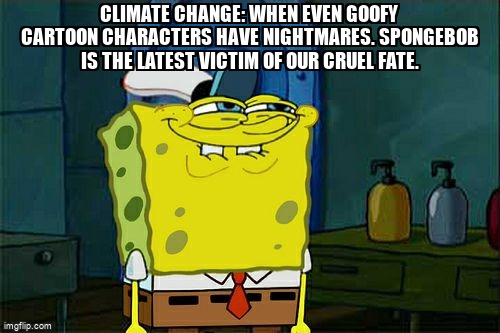 CLIMATE CHANGE: WHEN EVEN GOOFY
CARTOON CHARACTERS HAVE NIGHTMARES. SPONGEBOB
IS THE LATEST VICTIM OF OUR CRUEL FATE.
imgflip.com